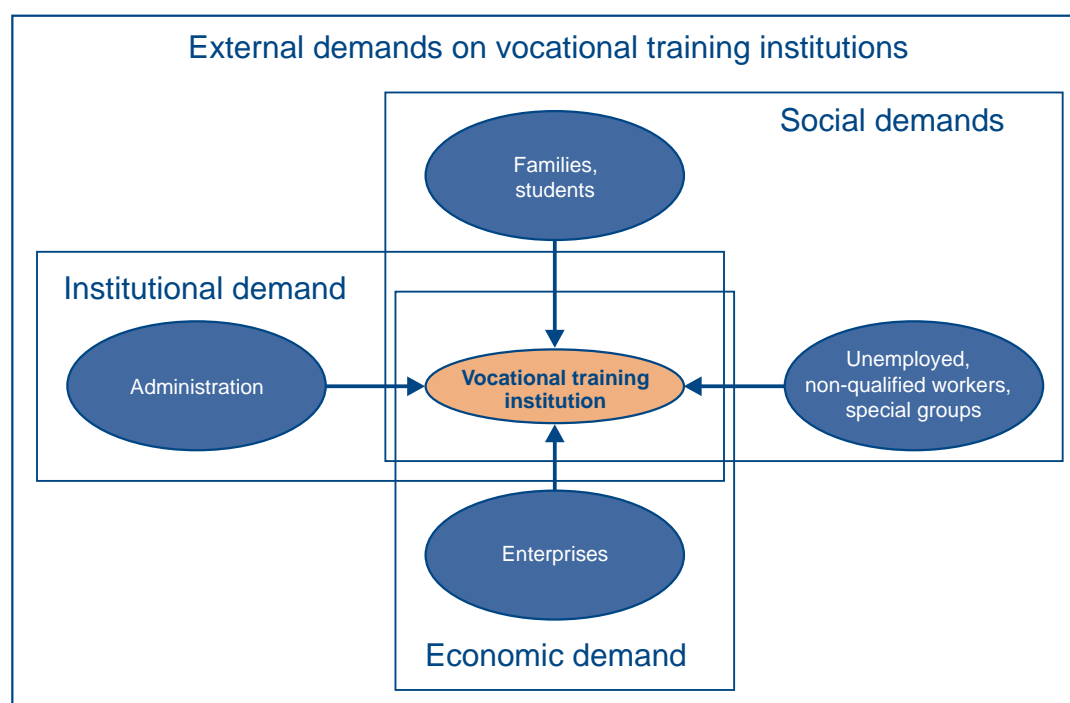 External demands on vocational training institutions
Social demands
Families,
students
Institutional demand
Administration
Vocational training
institution
Unemployed,
non-qualified workers,
special groups
Enterprises
Economic demand